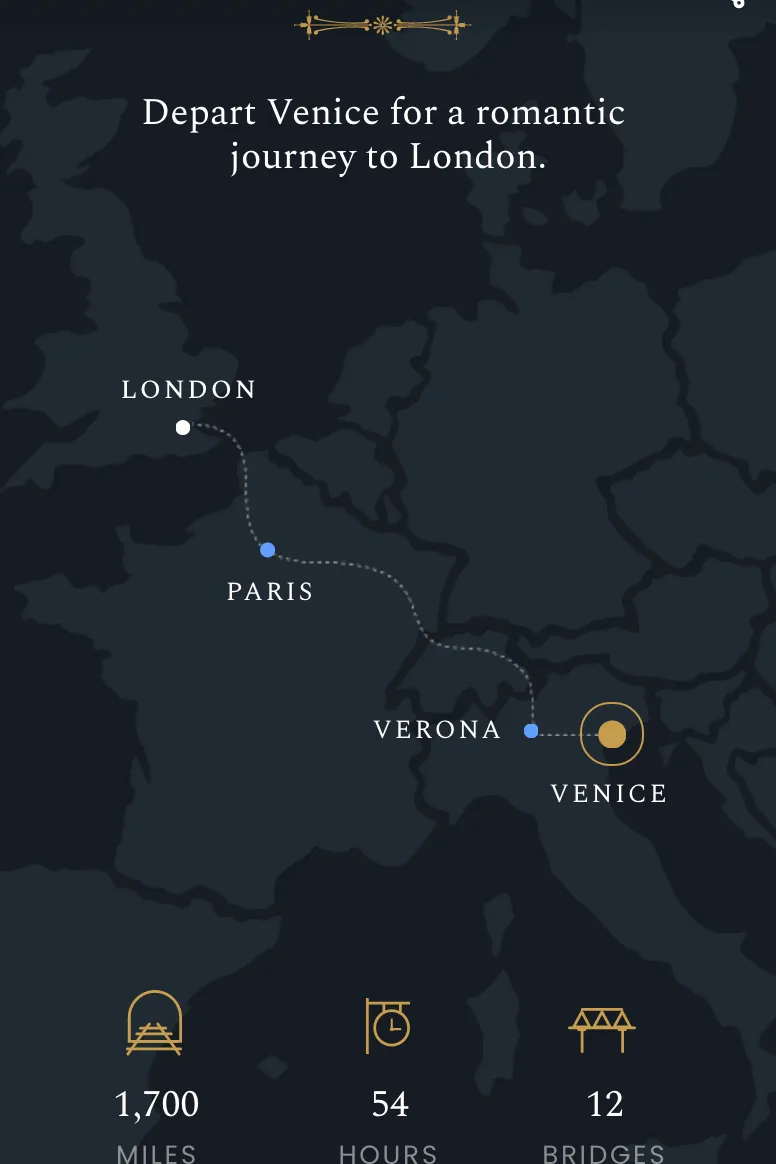 Depart Venice for a romantic
journey to London.
LONDON
PARIS
VERONA
VENICE
1,700
54
12
MILES
HOURS
BRIDGES